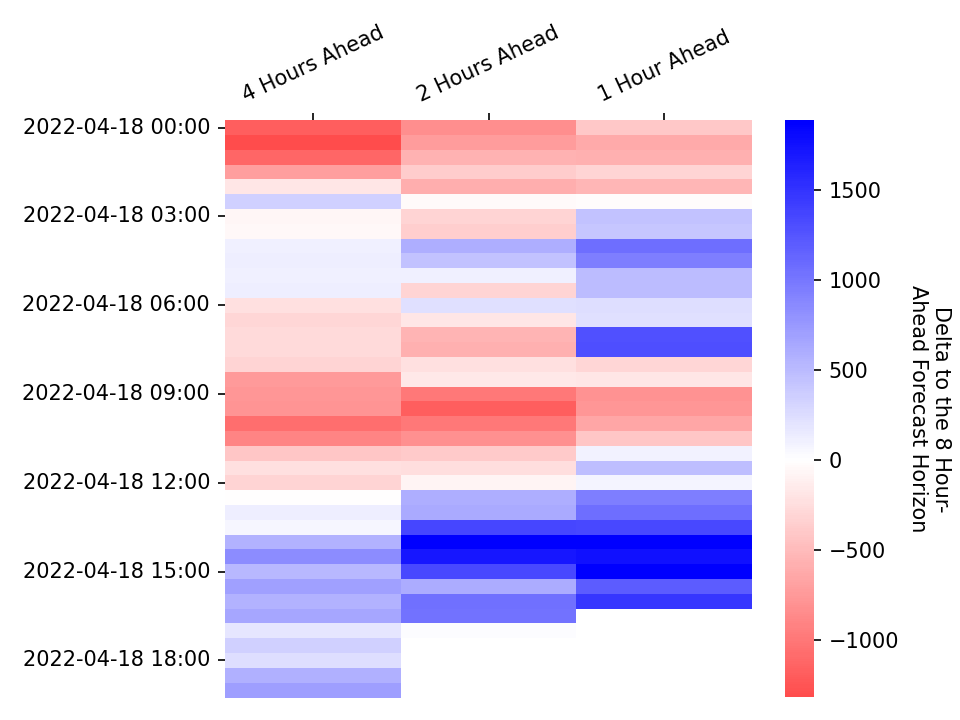 4 Hours Ahead
2 Hours Ahead
1 Hour Ahead
2022-04-18 00:00
2022-04-18 03:00
2022-04-18 06:00
2022-04-18 09:00
2022-04-18 12:00
2022-04-18 15:00
2022-04-18 18:00
1500
1000
500
0
−500
−1000
Delta to the 8 Hour-
Ahead Forecast Horizon